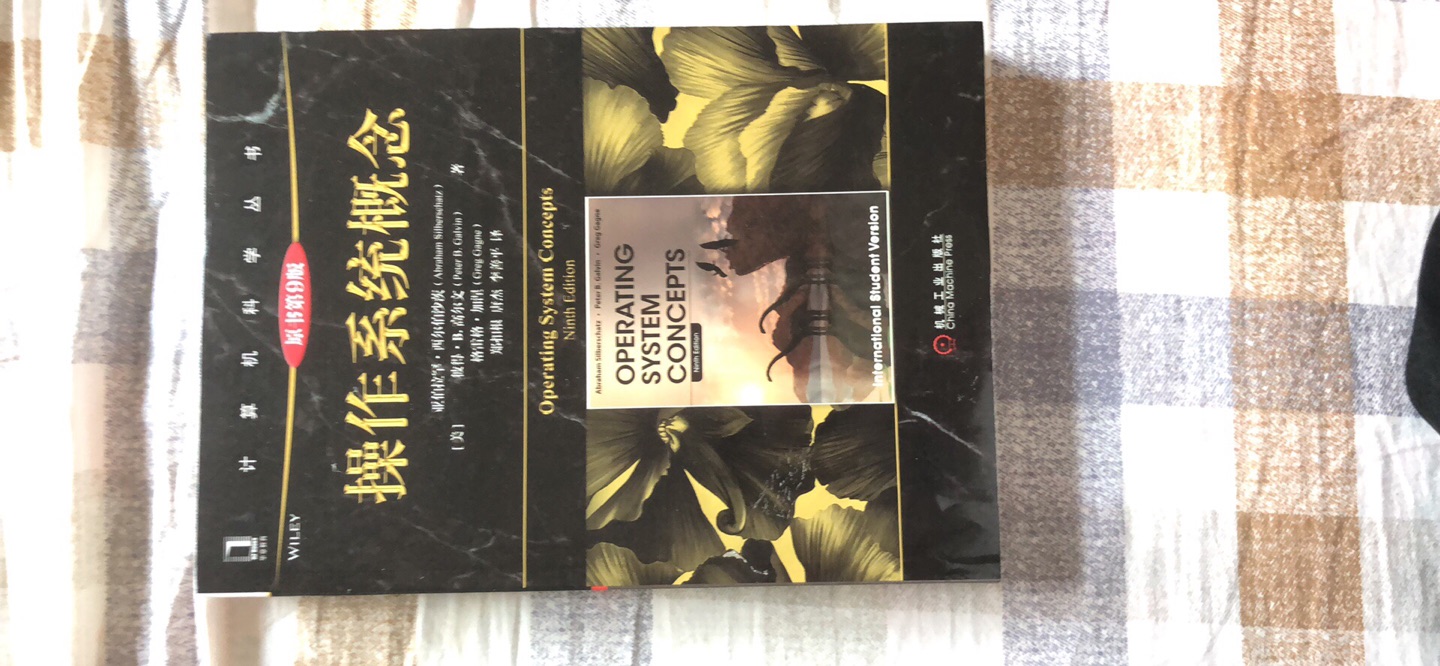 计算机科学丛书
WILEY
原书第9版
操作系统概念
[美] 亚伯拉罕·西尔伯沙茨(Abraham Silberschatz)
彼得·B.高尔文(Peter B. Galvin) 著
格雷格·加涅(Greg Gagne)
郑扣根 唐杰 李善平 译
Operating System Concepts
Ninth Edition
Abraham Silberschatz · Peter B. Galvin · Greg Gagne
OPERATING
SYSTEM
CONCEPTS
Ninth Edition
International Student Version
机械工业出版社
China Machine Press